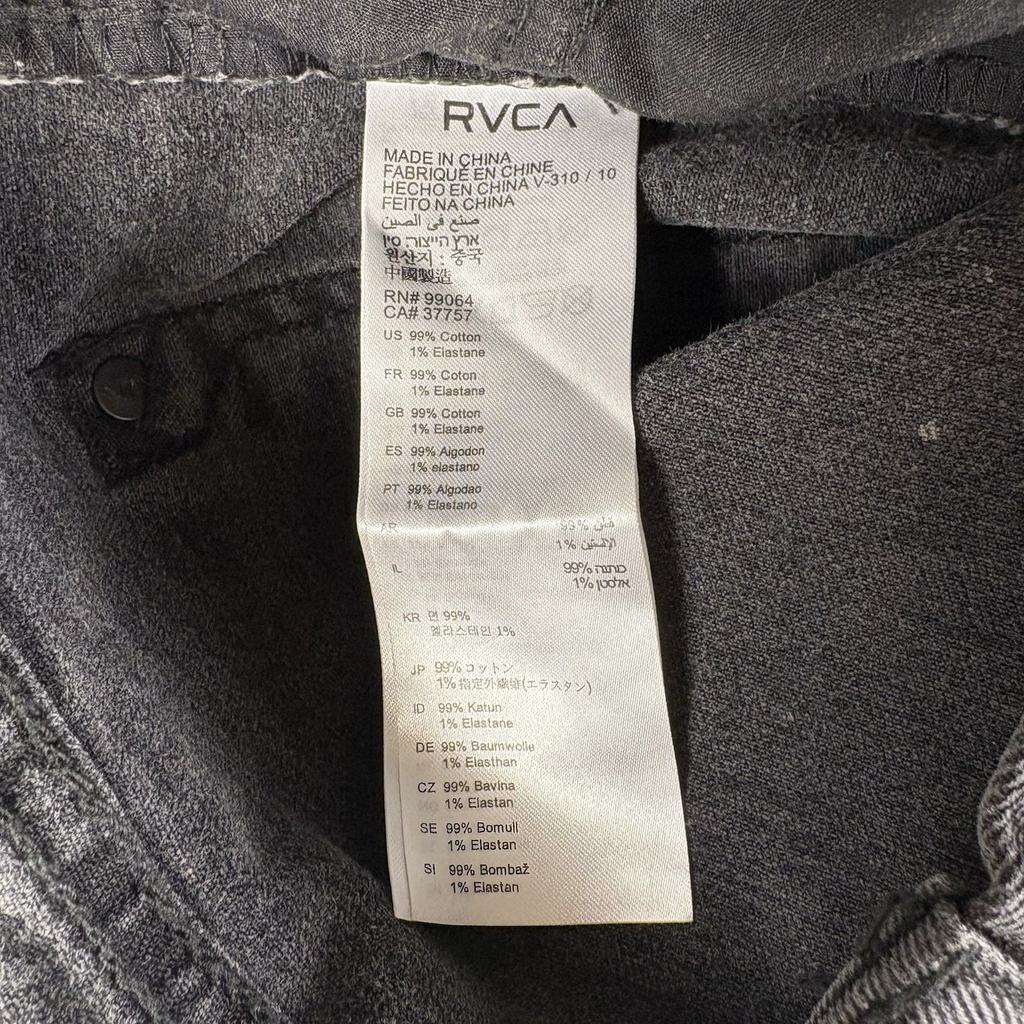 RVCA
MADE IN CHINA
FABRIQUÉ EN CHINE
HECHO EN CHINA V-310 / 10
FEITO NA CHINA
صنع في الصين
ארץ הייצור: סין
원산지 : 중국
中國製造
RN# 99064
CA# 37757
US 99% Cotton
1% Elastane
FR 99% Coton
1% Elastane
GB 99% Cotton
1% Elastane
ES 99% Algodon
1% elastano
PT 99% Algodao
1% Elastano
AR 99% قطن
1% الإلستين
IL 99% כותנה
1% אלסטן
KR 면 99%
엘라스테인 1%
JP 99% コットン
1% 指定外繊維(エラスタン)
ID 99% Katun
1% Elastane
DE 99% Baumwolle
1% Elasthan
CZ 99% Bavlna
1% Elastan
SE 99% Bomull
1% Elastan
SI 99% Bombaž
1% Elastan